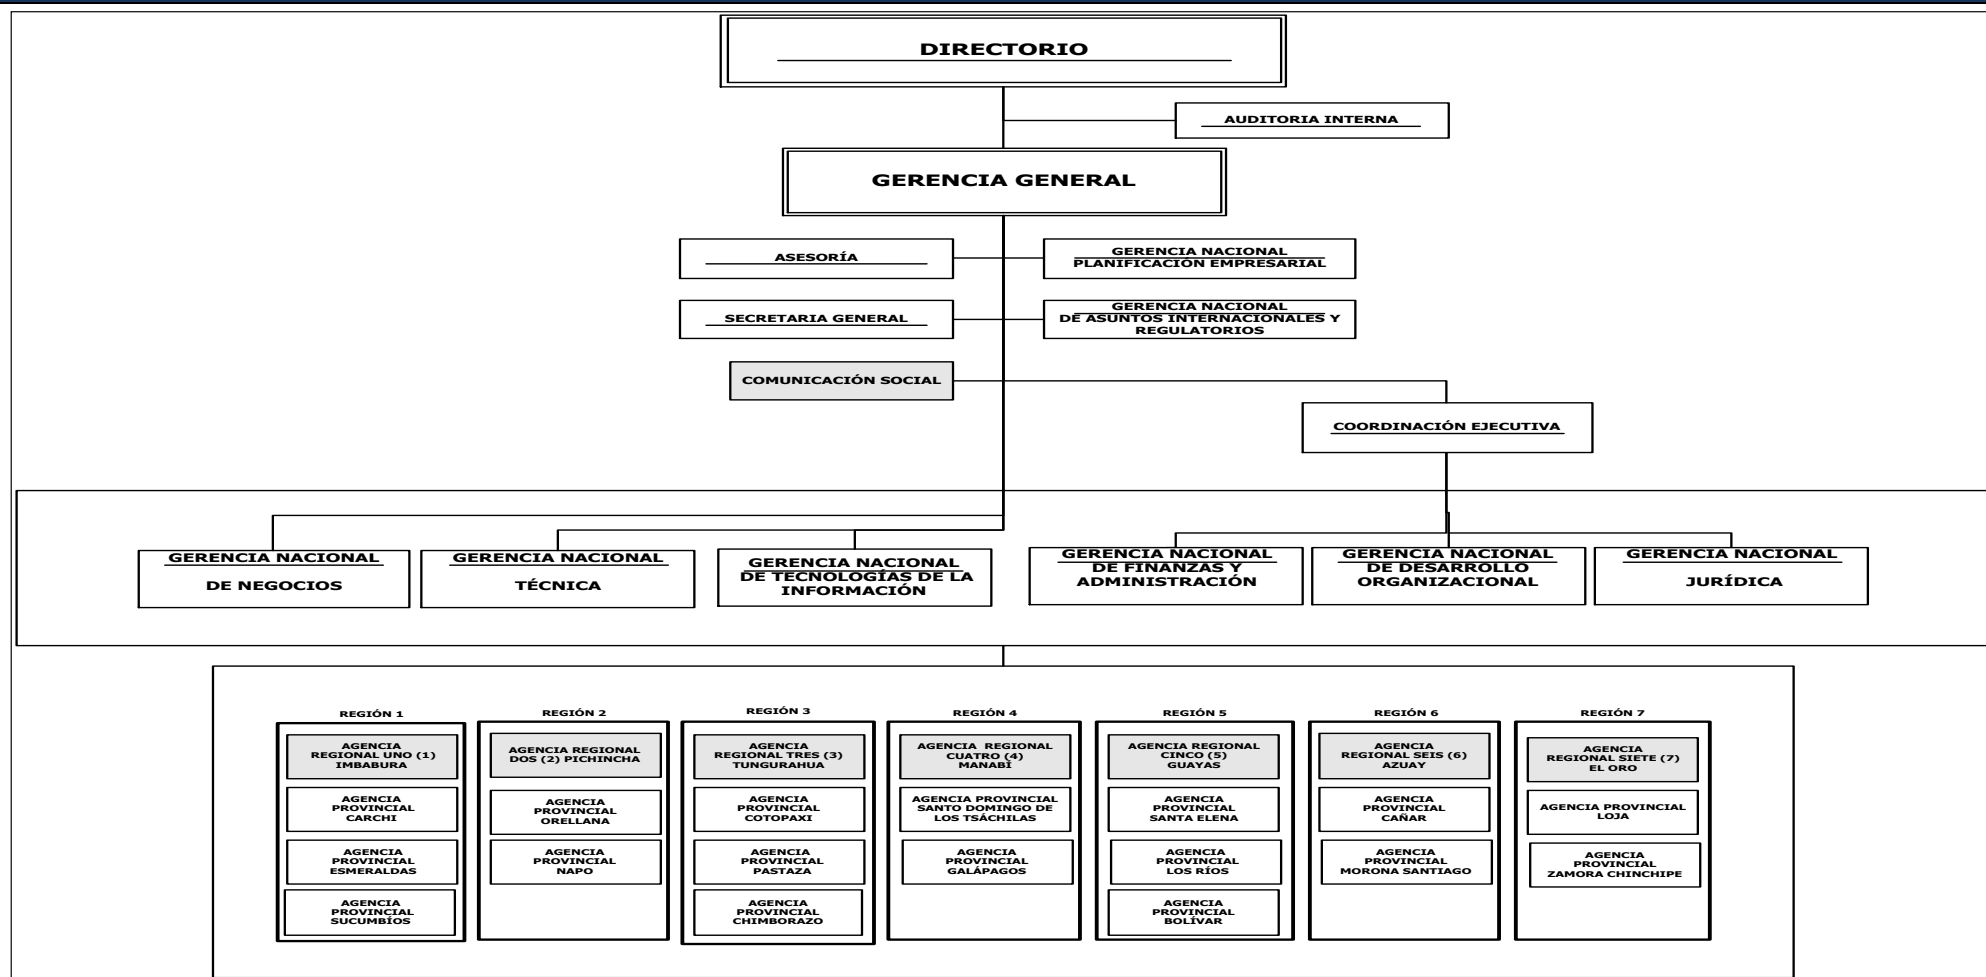 DIRECTORIO
AUDITORIA INTERNA
GERENCIA GENERAL
ASESORÍA
GERENCIA NACIONAL
PLANIFICACIÓN EMPRESARIAL
SECRETARIA GENERAL
GERENCIA NACIONAL
DE ASUNTOS INTERNACIONALES Y
REGULATORIOS
COMUNICACIÓN SOCIAL
COORDINACIÓN EJECUTIVA
GERENCIA NACIONAL
DE NEGOCIOS
GERENCIA NACIONAL
TÉCNICA
GERENCIA NACIONAL
DE TECNOLOGÍAS DE LA
INFORMACIÓN
GERENCIA NACIONAL
DE FINANZAS Y
ADMINISTRACIÓN
GERENCIA NACIONAL
DE DESARROLLO
ORGANIZACIONAL
GERENCIA NACIONAL
JURÍDICA
REGIÓN 1
AGENCIA
REGIONAL UNO (1)
IMBABURA
AGENCIA
PROVINCIAL
CARCHI
AGENCIA
PROVINCIAL
ESMERALDAS
AGENCIA
PROVINCIAL
SUCUMBÍOS
REGIÓN 2
AGENCIA REGIONAL
DOS (2) PICHINCHA
AGENCIA
PROVINCIAL
ORELLANA
AGENCIA
PROVINCIAL
NAPO
REGIÓN 3
AGENCIA
REGIONAL TRES (3)
TUNGURAHUA
AGENCIA
PROVINCIAL
COTOPAXI
AGENCIA
PROVINCIAL
PASTAZA
AGENCIA
PROVINCIAL
CHIMBORAZO
REGIÓN 4
AGENCIA REGIONAL
CUATRO (4)
MANABÍ
AGENCIA PROVINCIAL
SANTO DOMINGO DE
LOS TSÁCHILAS
AGENCIA
PROVINCIAL
GALÁPAGOS
REGIÓN 5
AGENCIA REGIONAL
CINCO (5)
GUAYAS
AGENCIA
PROVINCIAL
SANTA ELENA
AGENCIA
PROVINCIAL
LOS RÍOS
AGENCIA
PROVINCIAL
BOLÍVAR
REGIÓN 6
AGENCIA
REGIONAL SEIS (6)
AZUAY
AGENCIA
PROVINCIAL
CAÑAR
AGENCIA
PROVINCIAL
MORONA SANTIAGO
REGIÓN 7
AGENCIA
REGIONAL SIETE (7)
EL ORO
AGENCIA PROVINCIAL
LOJA
AGENCIA
PROVINCIAL
ZAMORA CHINCHIPE